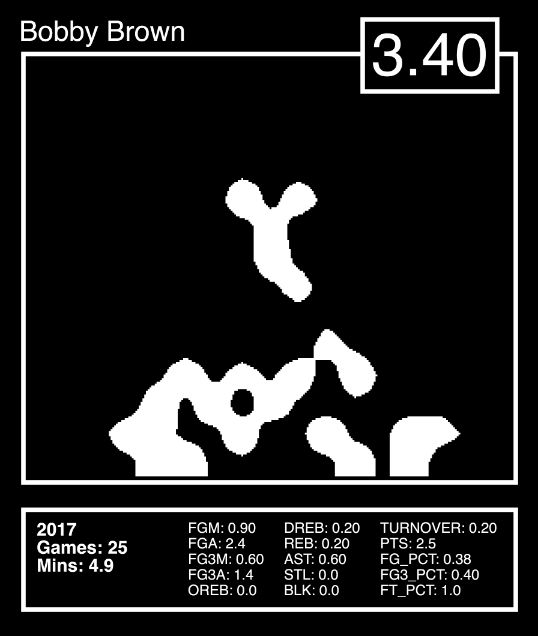 Bobby Brown
3.40
2017
Games: 25
Mins: 4.9
FGM: 0.90
FGA: 2.4
FG3M: 0.60
FG3A: 1.4
OREB: 0.0
DREB: 0.20
REB: 0.20
AST: 0.60
STL: 0.0
BLK: 0.0
TURNOVER: 0.20
PTS: 2.5
FG_PCT: 0.38
FG3_PCT: 0.40
FT_PCT: 1.0